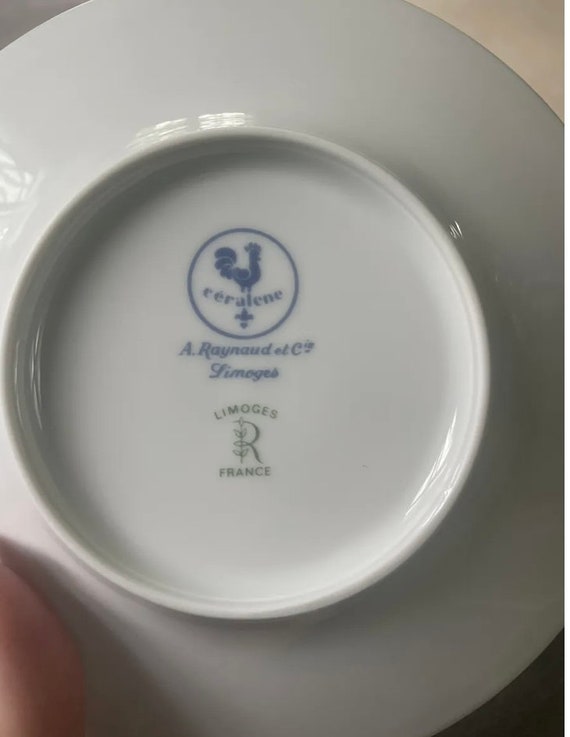 céralene
A. Raynaud et Cie
Limoges
LIMOGES
R
FRANCE